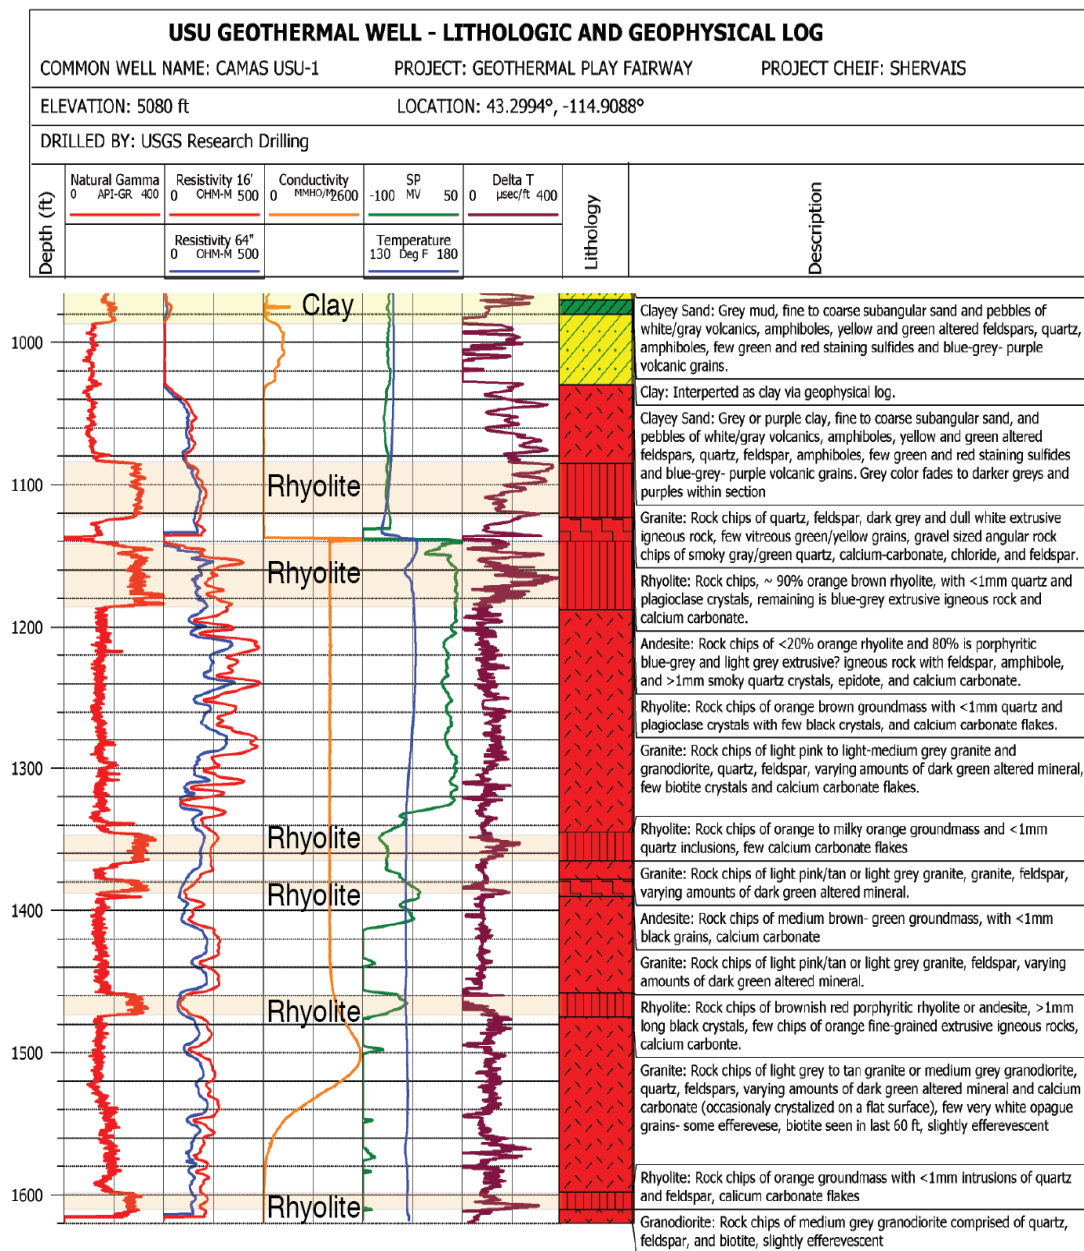 USU GEOTHERMAL WELL - LITHOLOGIC AND GEOPHYSICAL LOG
COMMON WELL NAME: CAMAS USU-1 PROJECT: GEOTHERMAL PLAY FAIRWAY PROJECT CHEIF: SHERVAIS
ELEVATION: 5080 ft LOCATION: 43.2994°, -114.9088°
DRILLED BY: USGS Research Drilling
Depth (ft)
Natural Gamma
0 API-GR 400
Resistivity 16'
0 OHM-M 500
Resistivity 64"
0 OHM-M 500
Conductivity
0 MMHO/M 2600
SP
-100 MV 50
Temperature
130 Deg F 180
Delta T
0 µsec/ft 400
Lithology
Description
Clay
1000
Rhyolite
1100
Rhyolite
1200
1300
Rhyolite
Rhyolite
1400
Rhyolite
1500
1600
Rhyolite
Clayey Sand: Grey mud, fine to coarse subangular sand and pebbles of
white/gray volcanics, amphiboles, yellow and green altered feldspars, quartz,
amphiboles, few green and red staining sulfides and blue-grey- purple
volcanic grains.
Clay: Interperted as clay via geophysical log.
Clayey Sand: Grey or purple clay, fine to coarse subangular sand, and
pebbles of white/gray volcanics, amphiboles, yellow and green altered
feldspars, quartz, feldspar, amphiboles, few green and red staining sulfides
and blue-grey- purple volcanic grains. Grey color fades to darker greys and
purples within section
Granite: Rock chips of quartz, feldspar, dark grey and dull white extrusive
igneous rock, few vitreous green/yellow grains, gravel sized angular rock
chips of smoky gray/green quartz, calcium-carbonate, chloride, and feldspar.
Rhyolite: Rock chips, ~ 90% orange brown rhyolite, with <1mm quartz and
plagioclase crystals, remaining is blue-grey extrusive igneous rock and
calcium carbonate.
Andesite: Rock chips of <20% orange rhyolite and 80% is porphyritic
blue-grey and light grey extrusive? igneous rock with feldspar, amphibole,
and >1mm smoky quartz crystals, epidote, and calcium carbonate.
Rhyolite: Rock chips of orange brown groundmass with <1mm quartz and
plagioclase crystals with few black crystals, and calcium carbonate flakes.
Granite: Rock chips of light pink to light-medium grey granite and
granodiorite, quartz, feldspar, varying amounts of dark green altered mineral,
few biotite crystals and calcium carbonate flakes.
Rhyolite: Rock chips of orange to milky orange groundmass and <1mm
quartz inclusions, few calcium carbonate flakes
Granite: Rock chips of light pink/tan or light grey granite, granite, feldspar,
varying amounts of dark green altered mineral.
Andesite: Rock chips of medium brown- green groundmass, with <1mm
black grains, calcium carbonate
Granite: Rock chips of light pink/tan or light grey granite, feldspar, varying
amounts of dark green altered mineral.
Rhyolite: Rock chips of brownish red porphyritic rhyolite or andesite, >1mm
long black crystals, few chips of orange fine-grained extrusive igneous rocks,
calcium carbonte.
Granite: Rock chips of light grey to tan granite or medium grey granodiorite,
quartz, feldspars, varying amounts of dark green altered mineral and calcium
carbonate (occasionaly crystalized on a flat surface), few very white opaque
grains- some efferevese, biotite seen in last 60 ft, slightly efferevescent
Rhyolite: Rock chips of orange groundmass with <1mm intrusions of quartz
and feldspar, calicum carbonate flakes
Granodiorite: Rock chips of medium grey granodiorite comprised of quartz,
feldspar, and biotite, slightly efferevescent